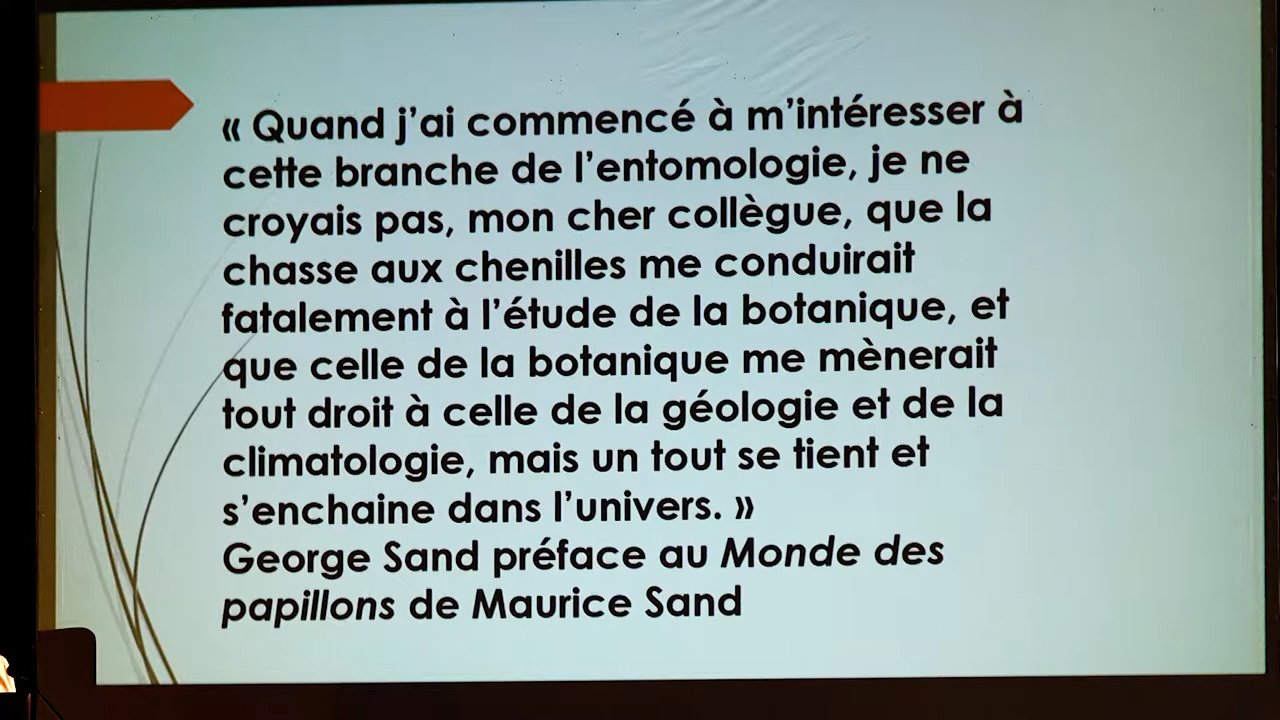 « Quand j’ai commencé à m’intéresser à
cette branche de l’entomologie, je ne
croyais pas, mon cher collègue, que la
chasse aux chenilles me conduirait
fatalement à l’étude de la botanique, et
que celle de la botanique me mènerait
tout droit à celle de la géologie et de la
climatologie, mais un tout se tient et
s’enchaine dans l’univers. »
George Sand préface au Monde des
papillons de Maurice Sand